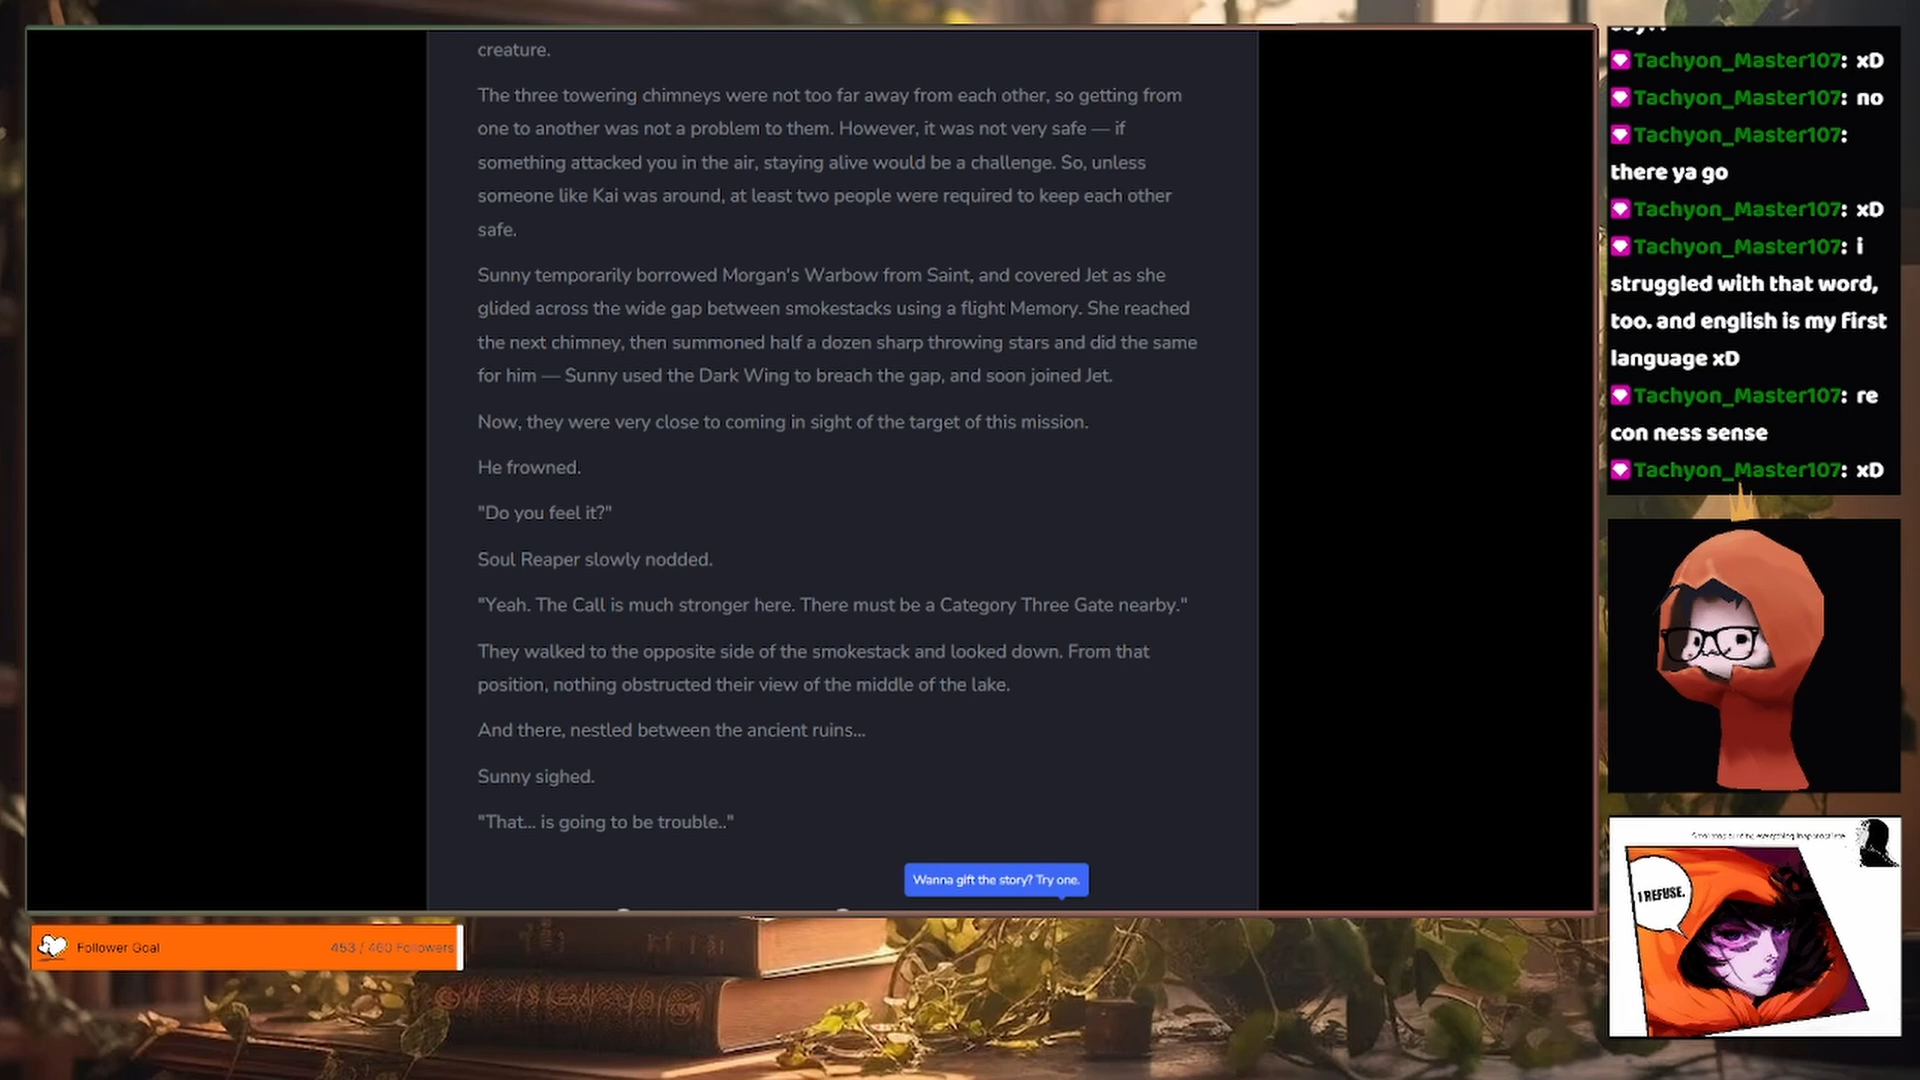 creature.
The three towering chimneys were not too far away from each other, so getting from
one to another was not a problem to them. However, it was not very safe — if
something attacked you in the air, staying alive would be a challenge. So, unless
someone like Kai was around, at least two people were required to keep each other
safe.
Sunny temporarily borrowed Morgan's Warbow from Saint, and covered Jet as she
glided across the wide gap between smokestacks using a flight Memory. She reached
the next chimney, then summoned half a dozen sharp throwing stars and did the same
for him — Sunny used the Dark Wing to breach the gap, and soon joined Jet.
Now, they were very close to coming in sight of the target of this mission.
He frowned.
"Do you feel it?"
Soul Reaper slowly nodded.
"Yeah. The Call is much stronger here. There must be a Category Three Gate nearby."
They walked to the opposite side of the smokestack and looked down. From that
position, nothing obstructed their view of the middle of the lake.
And there, nestled between the ancient ruins...
Sunny sighed.
"That... is going to be trouble.."
Wanna gift the story? Try one.
Follower Goal 453 / 460 Followers
Tachyon_Master107: xD
Tachyon_Master107: no
Tachyon_Master107:
there ya go
Tachyon_Master107: xD
Tachyon_Master107: i
struggled with that word,
too. and english is my first
language xD
Tachyon_Master107: re
con ness sense
Tachyon_Master107: xD
I REFUSE.